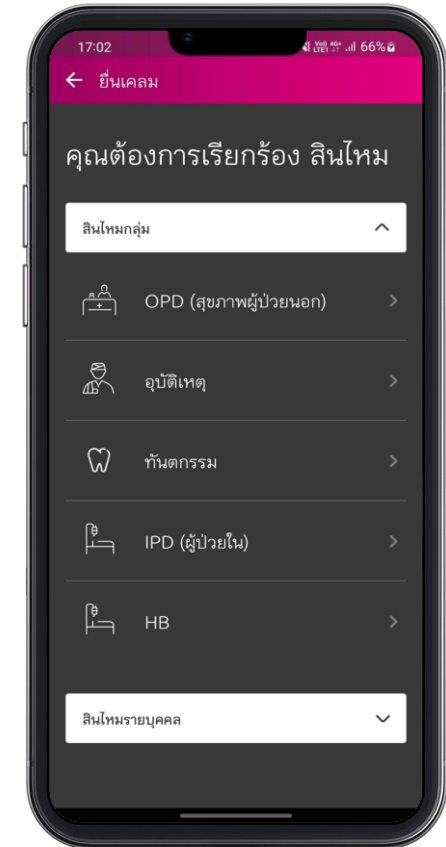 17:02 Vo) 4G+ LTE1 66%
ยื่นเคลม
คุณต้องการเรียกร้อง สินไหม
สินไหมกลุ่ม
OPD (สุขภาพผู้ป่วยนอก)
อุบัติเหตุ
ทันตกรรม
IPD (ผู้ป่วยใน)
HB
สินไหมรายบุคคล